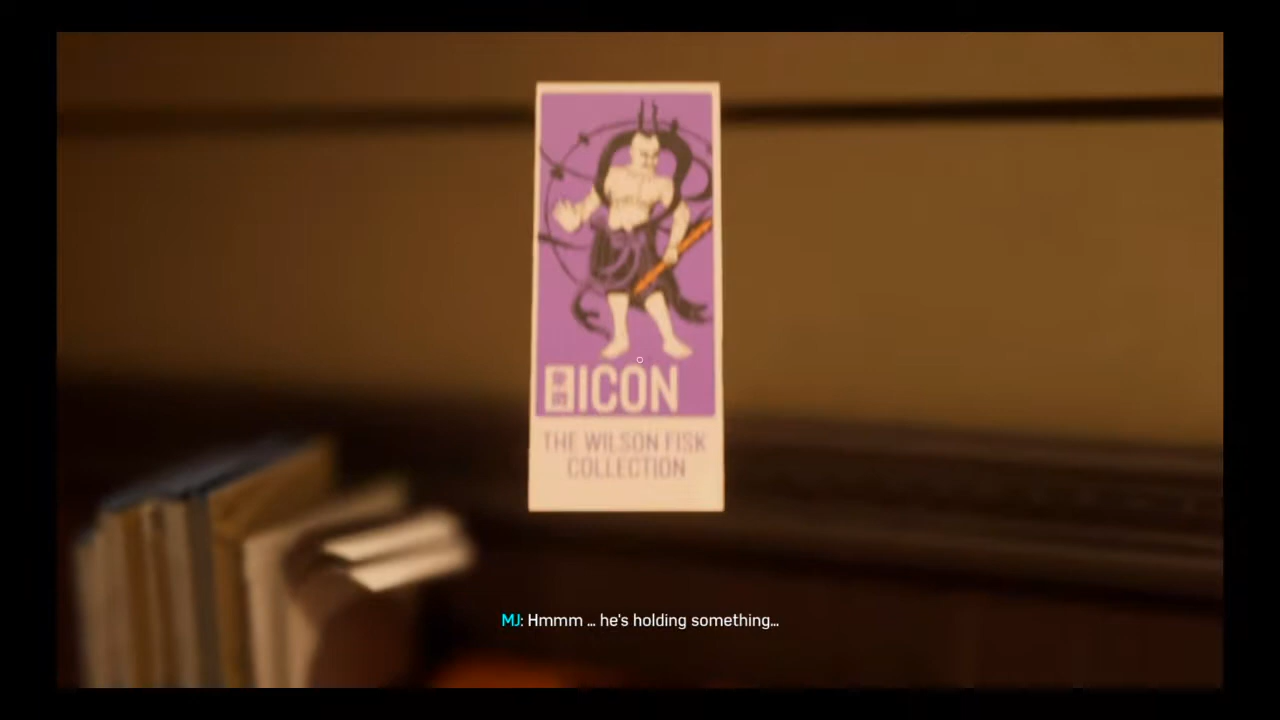 ICON
THE WILSON FISK
COLLECTION
MJ: Hmmm ... he's holding something...